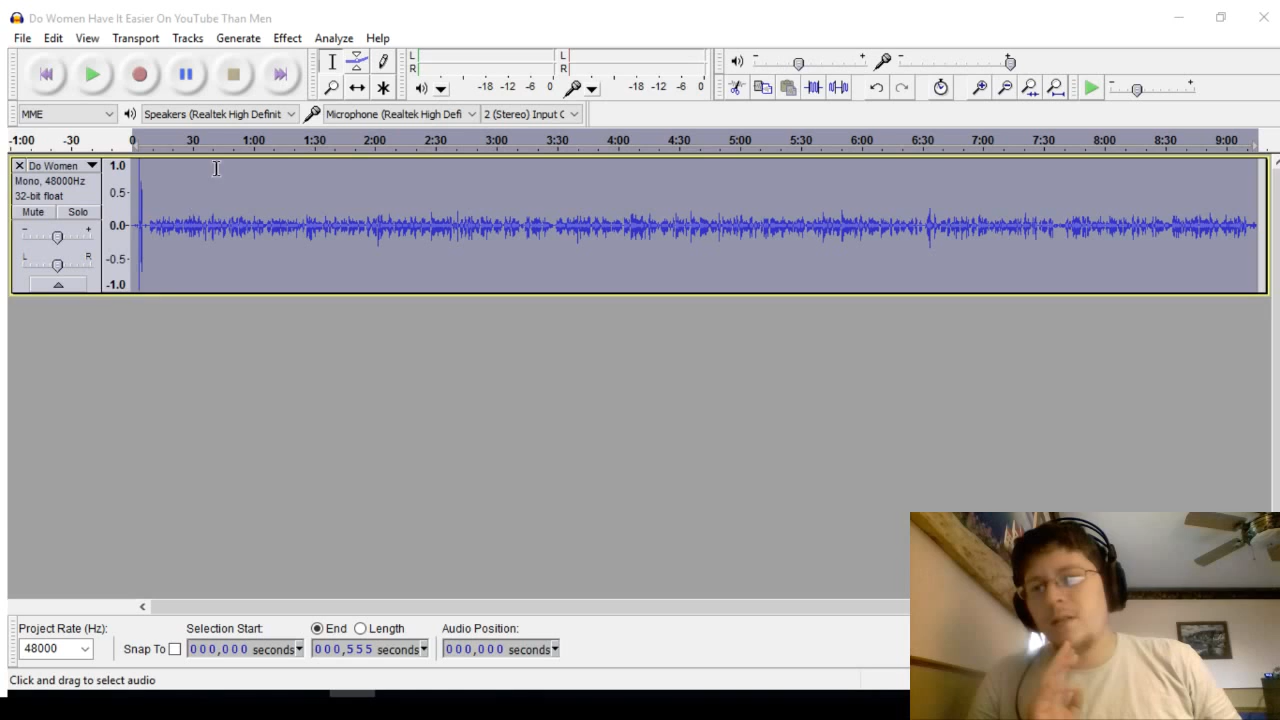 Do Women Have It Easier On YouTube Than Men
File Edit View Transport Tracks Generate Effect Analyze Help
L
R
-18 -12 -6 0
L
R
-18 -12 -6 0
- +
- +
- +
MME
Speakers (Realtek High Definit
Microphone (Realtek High Defi
2 (Stereo) Input C
-1:00 -30 0 30 1:00 1:30 2:00 2:30 3:00 3:30 4:00 4:30 5:00 5:30 6:00 6:30 7:00 7:30 8:00 8:30 9:00
Do Women
Mono, 48000Hz
32-bit float
Mute Solo
- +
L R
1.0
0.5
0.0
-0.5
-1.0
Project Rate (Hz):
48000
Snap To
Selection Start:
000,000 seconds
End Length
000,555 seconds
Audio Position:
000,000 seconds
Click and drag to select audio